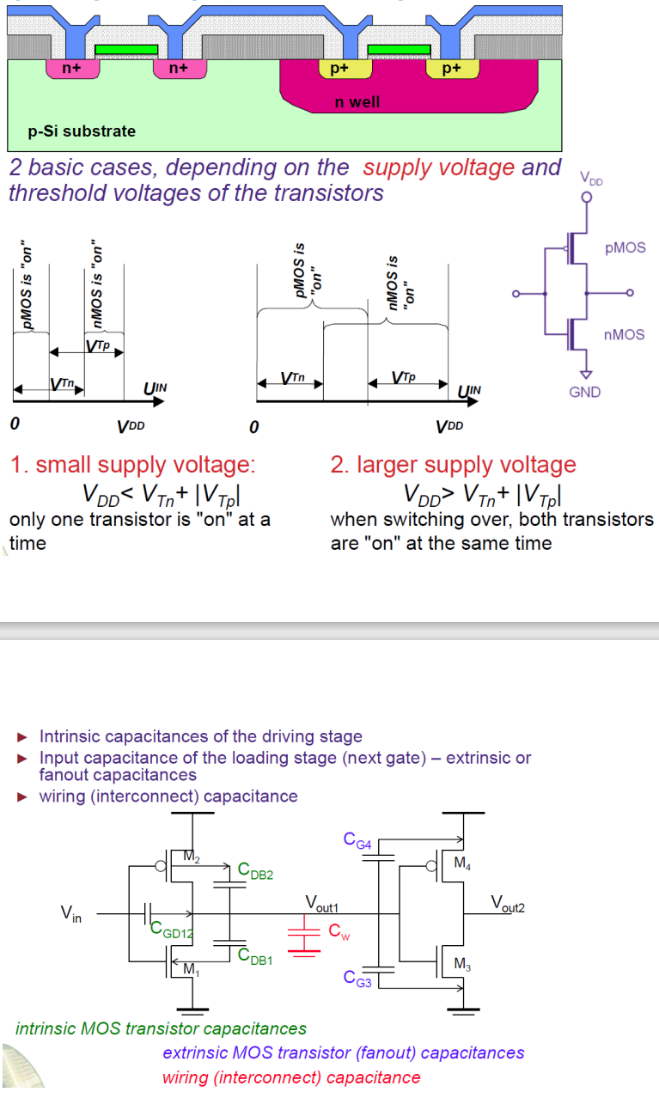 n+ n+ p+ p+
n well
p-Si substrate
2 basic cases, depending on the supply voltage and
threshold voltages of the transistors
VDD
pMOS
nMOS
GND
pMOS is "on"
nMOS is "on"
VTp
VTn
UIN
0
VDD
pMOS is
"on"
nMOS is
"on"
VTn
VTp
UIN
0
VDD
1. small supply voltage:
VDD< VTn+ |VTp|
only one transistor is "on" at a
time
2. larger supply voltage
VDD> VTn+ |VTp|
when switching over, both transistors
are "on" at the same time
► Intrinsic capacitances of the driving stage
► Input capacitance of the loading stage (next gate) – extrinsic or
fanout capacitances
► wiring (interconnect) capacitance
Vin
M2
CDB2
CGD12
CDB1
M1
Vout1
Cw
CG4
CG3
M4
Vout2
M3
intrinsic MOS transistor capacitances
extrinsic MOS transistor (fanout) capacitances
wiring (interconnect) capacitance